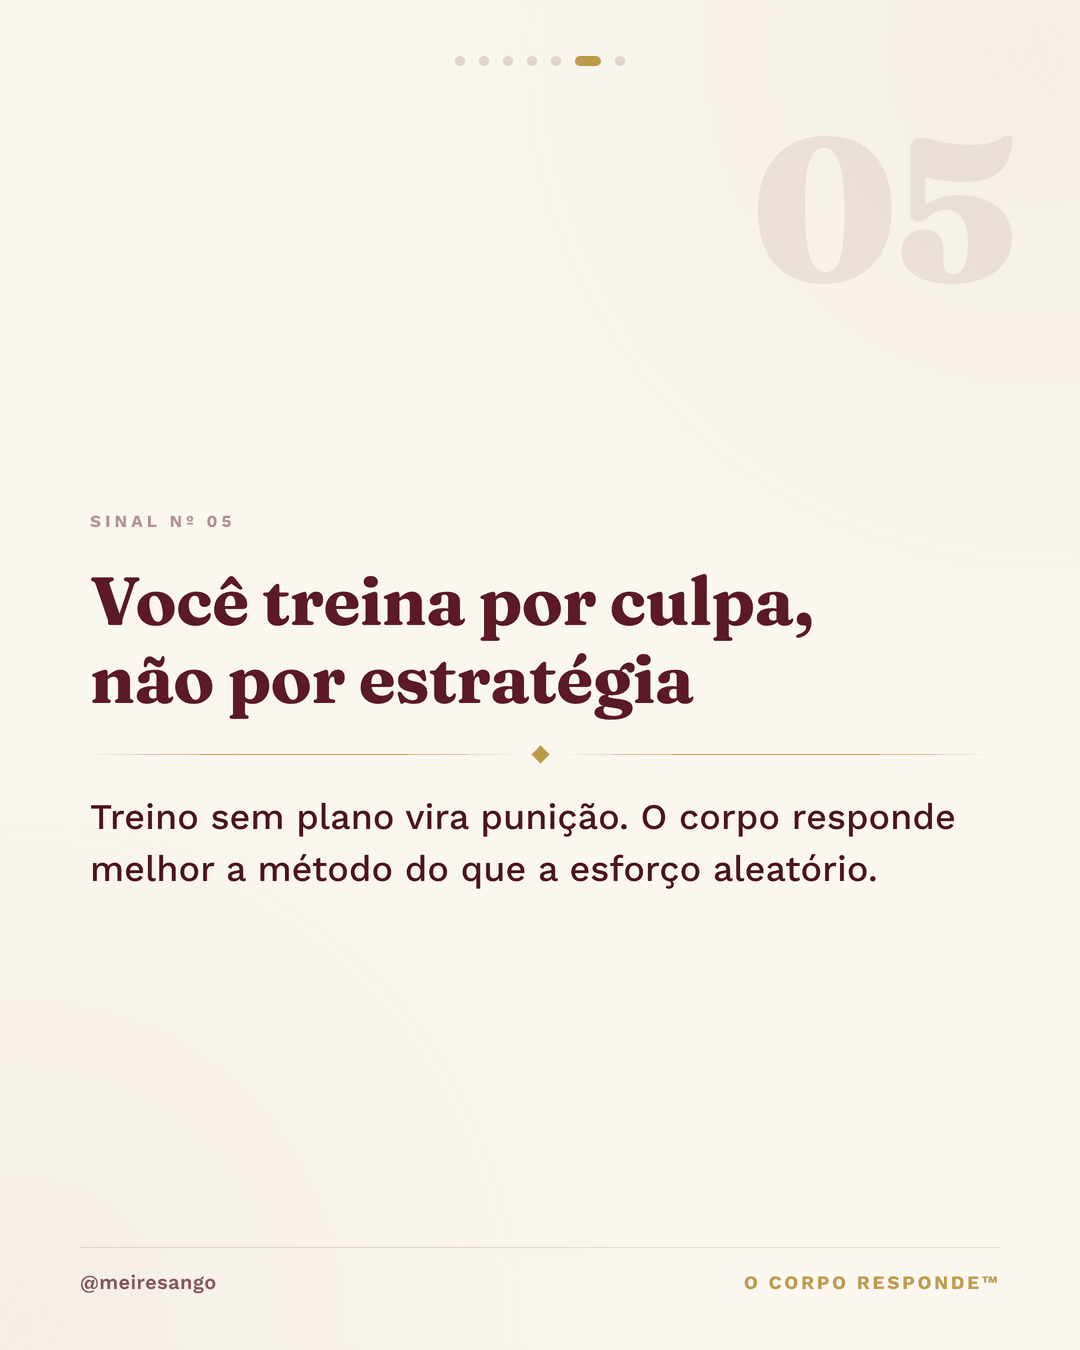 05
SINAL Nº 05
Você treina por culpa,
não por estratégia
Treino sem plano vira punição. O corpo responde
melhor a método do que a esforço aleatório.
@meiresango
O CORPO RESPONDE™